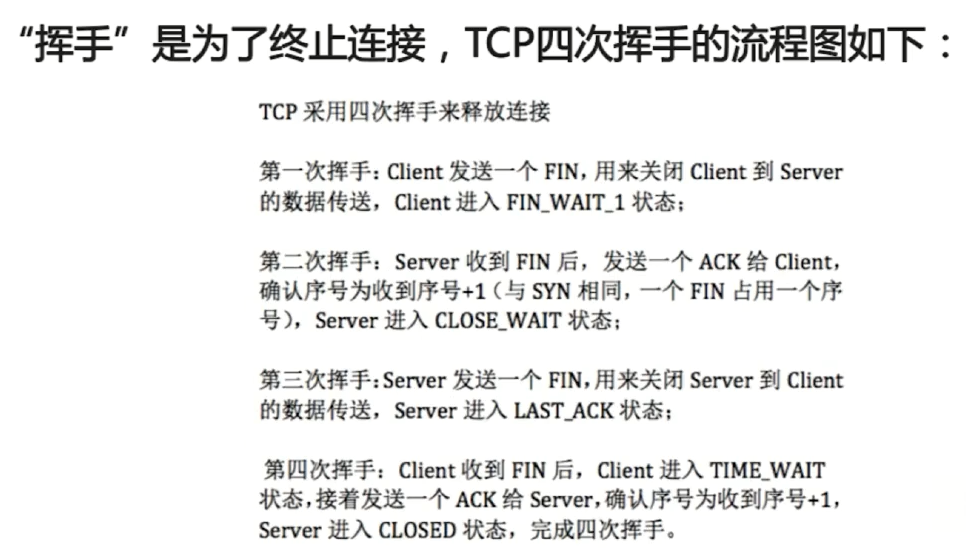 “挥手”是为了终止连接，TCP四次挥手的流程图如下：
TCP 采用四次挥手来释放连接
第一次挥手：Client 发送一个 FIN，用来关闭 Client 到 Server
的数据传送，Client 进入 FIN_WAIT_1 状态；
第二次挥手：Server 收到 FIN 后，发送一个 ACK 给 Client，
确认序号为收到序号+1（与 SYN 相同，一个 FIN 占用一个序
号），Server 进入 CLOSE_WAIT 状态；
第三次挥手：Server 发送一个 FIN，用来关闭 Server 到 Client
的数据传送，Server 进入 LAST_ACK 状态；
第四次挥手：Client 收到 FIN 后，Client 进入 TIME_WAIT
状态，接着发送一个 ACK 给 Server，确认序号为收到序号+1，
Server 进入 CLOSED 状态，完成四次挥手。